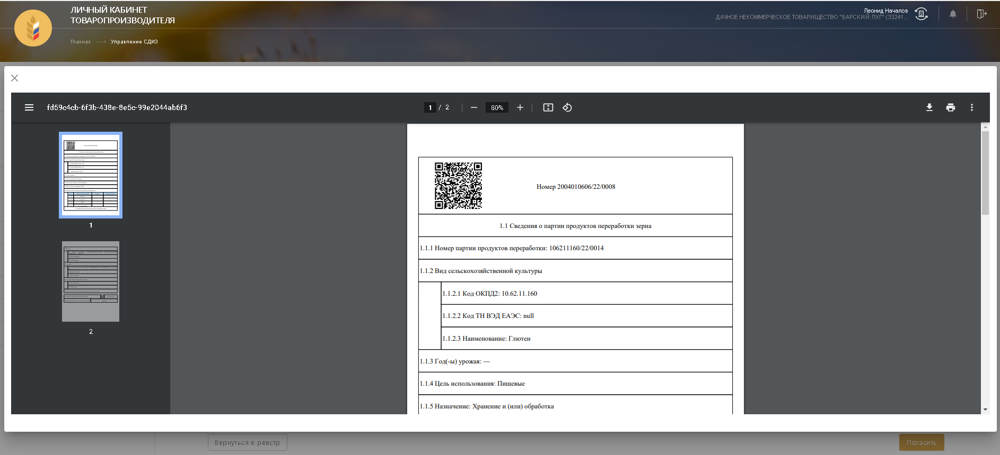 ЛИЧНЫЙ КАБИНЕТ
ТОВАРОПРОИЗВОДИТЕЛЯ
Леонид Началов
ДАЧНОЕ НЕКОММЕРЧЕСКОЕ ТОВАРИЩЕСТВО "БАРСКИЙ ЛУГ" (33241...
Главная Управление СДИЗ
fd59c4cb-6f3b-438e-8e5c-99e2044ab6f3
1 / 2
80%
1
2
Номер 2004010606/22/0008
1.1 Сведения о партии продуктов переработки зерна
1.1.1 Номер партии продуктов переработки: 106211160/22/0014
1.1.2 Вид сельскохозяйственной культуры
1.1.2.1 Код ОКПД2: 10.62.11.160
1.1.2.2 Код ТН ВЭД ЕАЭС: null
1.1.2.3 Наименование: Глютен
1.1.3 Год(-ы) урожая: —
1.1.4 Цель использования: Пищевые
1.1.5 Назначение: Хранение и (или) обработка
Вернуться в реестр
Погасить